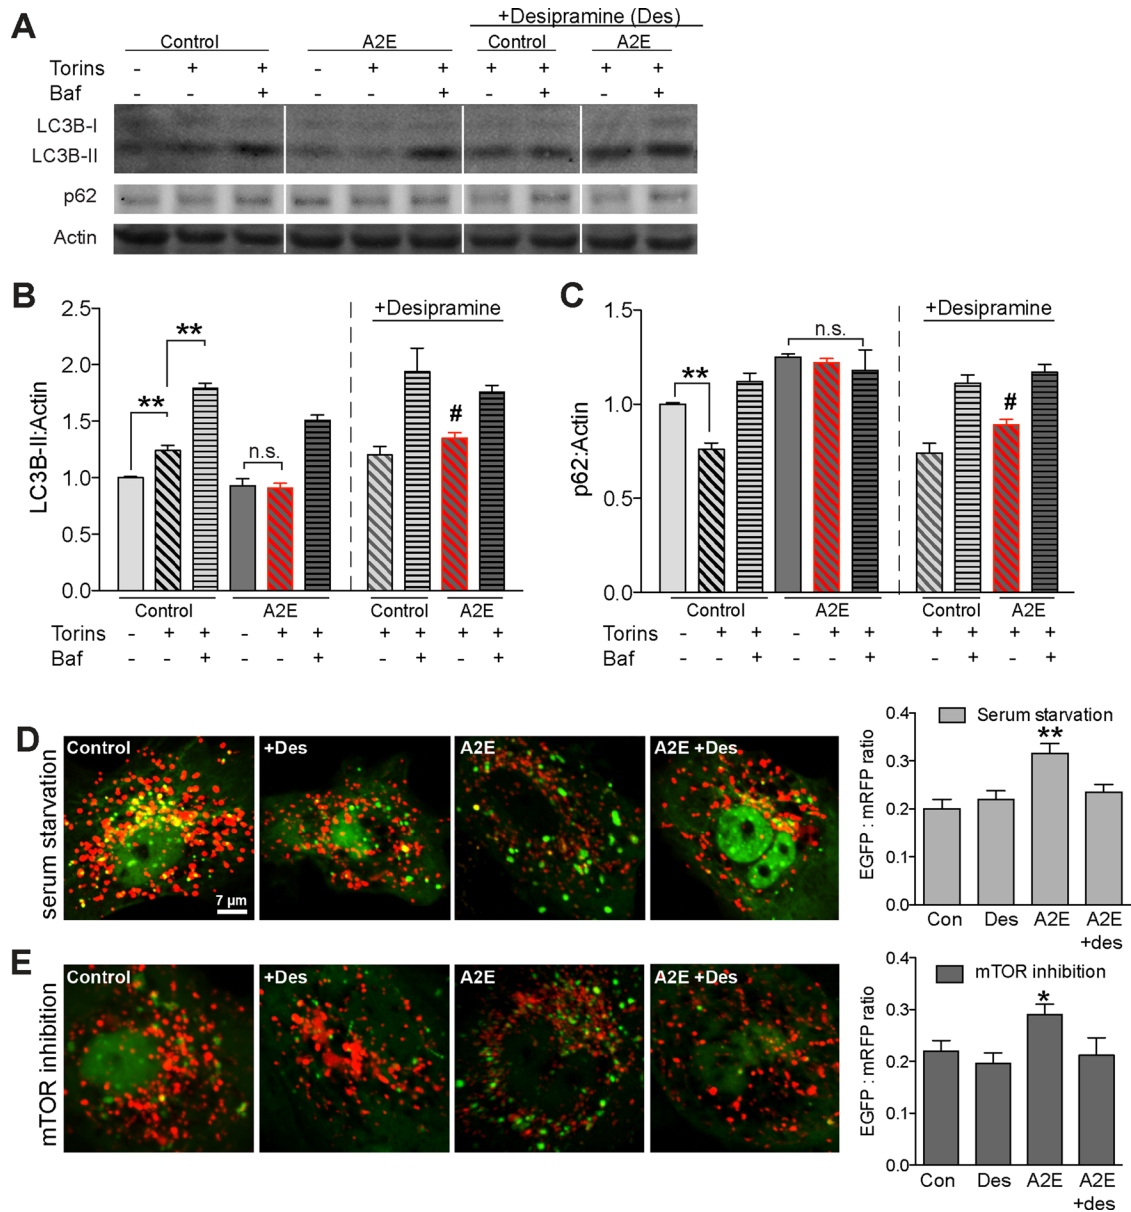 A
+Desipramine (Des)
Control A2E Control A2E
Torins - + + - + + + + + +
Baf + + + +
LC3B-I
LC3B-II
p62
Actin
B
+Desipramine
LC3B-II:Actin
2.5
2.0
1.5
1.0
0.5
0.0
**
**
n.s.
#
Control A2E Control A2E
Torins - + + - + + + + + +
Baf - - + - - + - + - +
C
+Desipramine
p62:Actin
1.5
1.0
0.5
0.0
**
n.s.
#
Control A2E Control A2E
Torins - + + - + + + + + +
Baf - - + - - + - + - +
D
serum starvation
Control +Des A2E A2E +Des
7 µm
Serum starvation
EGFP : mRFP ratio
0.4
0.3
0.2
0.1
0.0
**
Con Des A2E A2E
+des
E
mTOR inhibition
Control +Des A2E A2E +Des
mTOR inhibition
EGFP : mRFP ratio
0.4
0.3
0.2
0.1
0.0
*
Con Des A2E A2E
+des